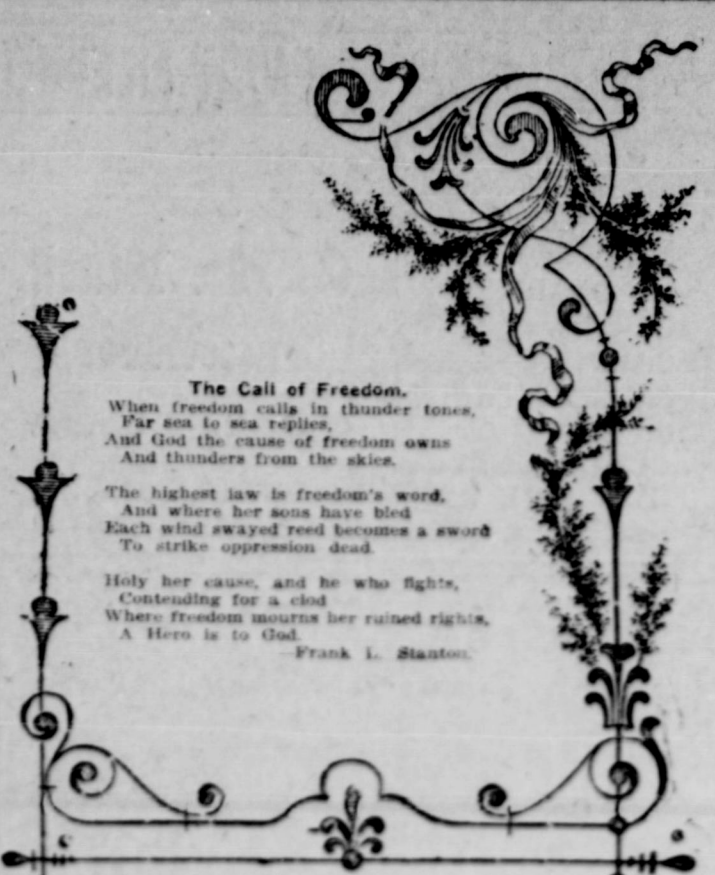 The Call of Freedom.
When freedom calls in thunder tones,
Far sea to sea replies,
And God the cause of freedom owns
And thunders from the skies.
The highest law is freedom's word,
And where her sons have bled
Each wind swayed reed becomes a sword
To strike oppression dead.
Holy her cause, and he who fights,
Contending for a clod
Where freedom mourns her ruined rights,
A Hero is to God.
—Frank L. Stanton.